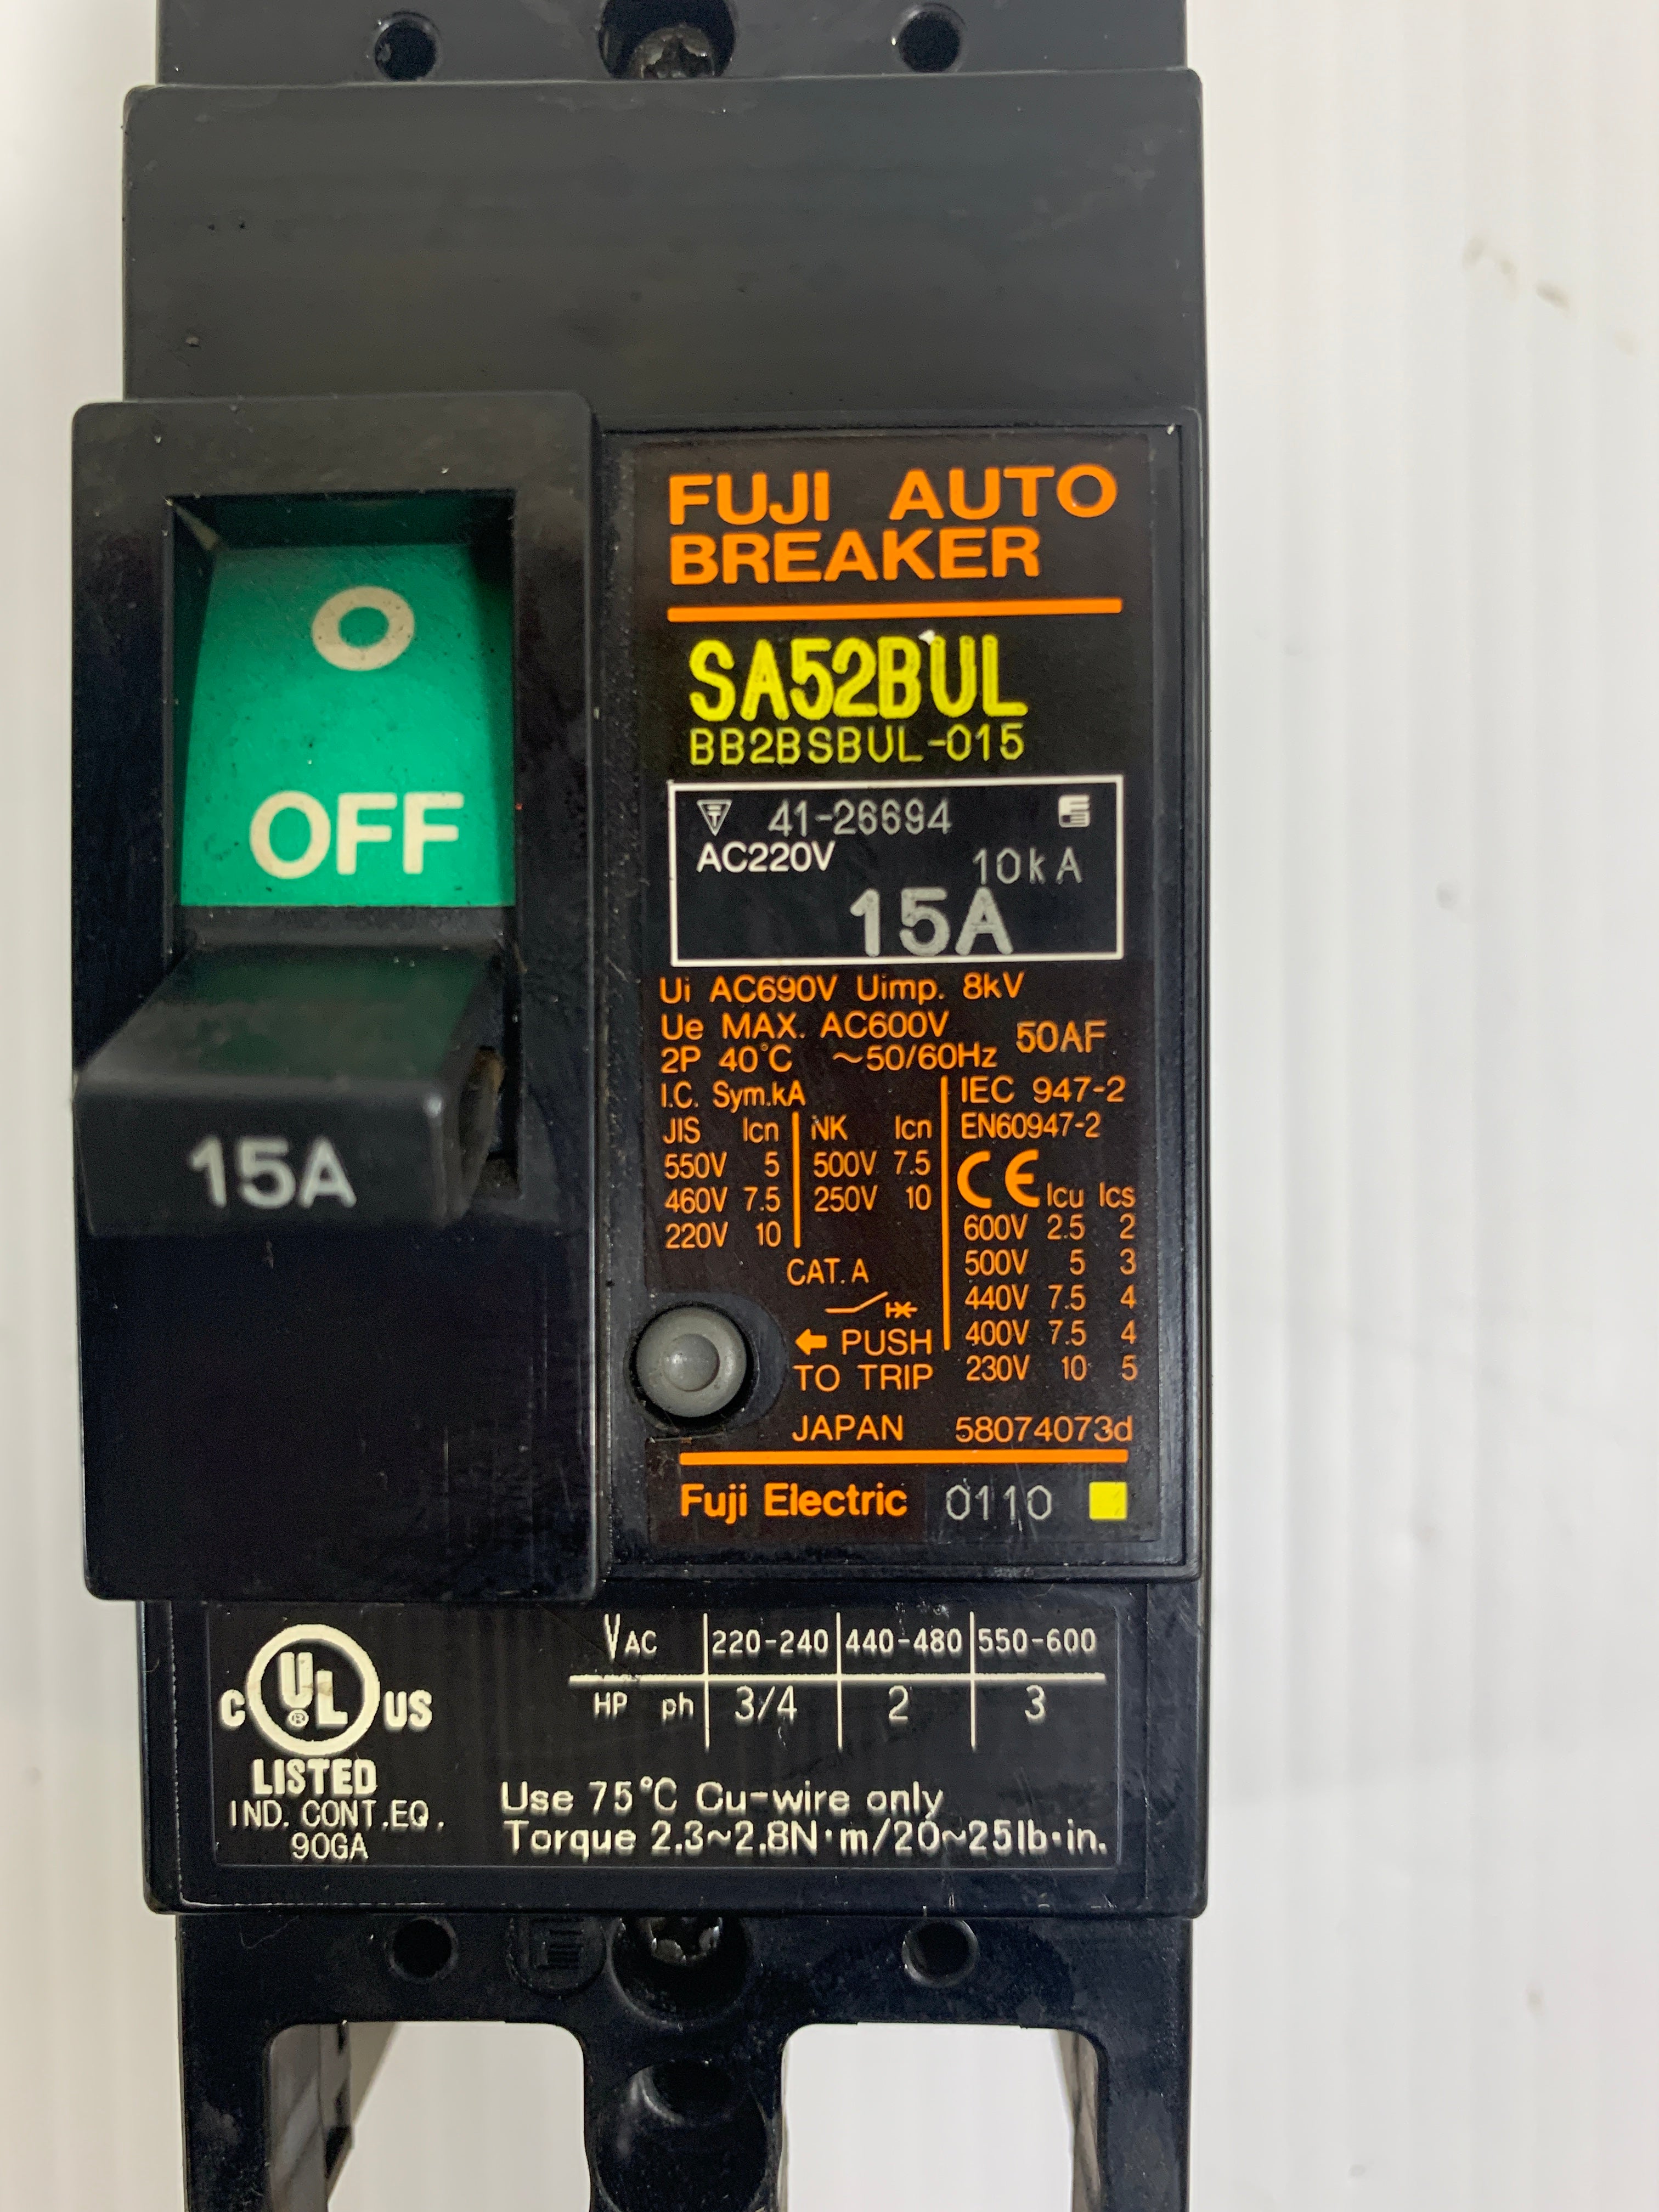 O
OFF
15A
FUJI AUTO
BREAKER
SA52BUL
BB2BSBUL-015
41-26694
AC220V 10kA
15A
Ui AC690V Uimp. 8kV
Ue MAX. AC600V 50AF
2P 40°C ~50/60Hz
I.C. Sym.kA
JIS Icn
550V 5
460V 7.5
220V 10
NK Icn
500V 7.5
250V 10
CAT. A
IEC 947-2
EN60947-2
CE Icu Ics
600V 2.5 2
500V 5 3
440V 7.5 4
400V 7.5 4
230V 10 5
← PUSH
TO TRIP
JAPAN 58074073d
Fuji Electric 0110
C UL ® US
LISTED
IND. CONT.EQ.
90GA
VAC 220-240 440-480 550-600
HP ph 3/4 2 3
Use 75°C Cu-wire only
Torque 2.3~2.8N·m/20~25lb·in.